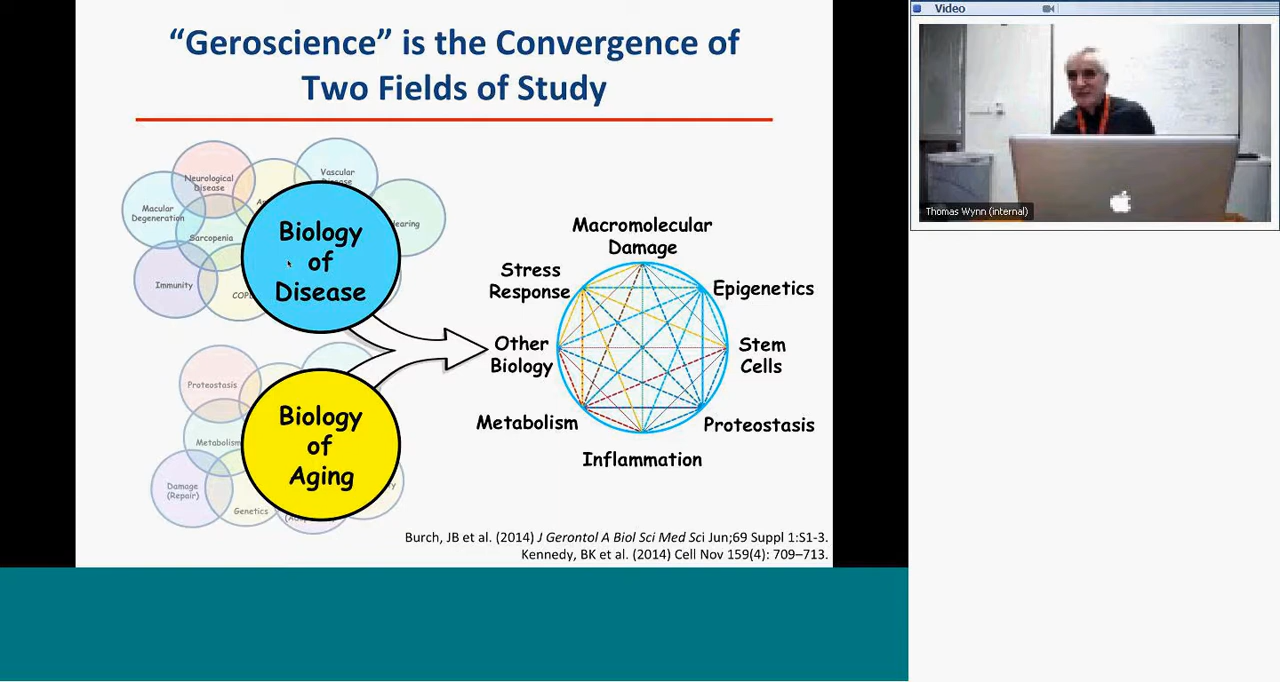 “Geroscience” is the Convergence of
Two Fields of Study
Neurological
Disease
Vascular
Macular
Degeneration
Sarcopenia
Immunity
Biology
of
Disease
Proteostasis
Metabolism
Damage
(Repair)
Genetics
Biology
of
Aging
Macromolecular
Damage
Stress
Response
Epigenetics
Other
Biology
Stem
Cells
Metabolism
Proteostasis
Inflammation
Burch, JB et al. (2014) J Gerontol A Biol Sci Med Sci Jun;69 Suppl 1:S1-3.
Kennedy, BK et al. (2014) Cell Nov 159(4): 709–713.
Video
Thomas Wynn (internal)